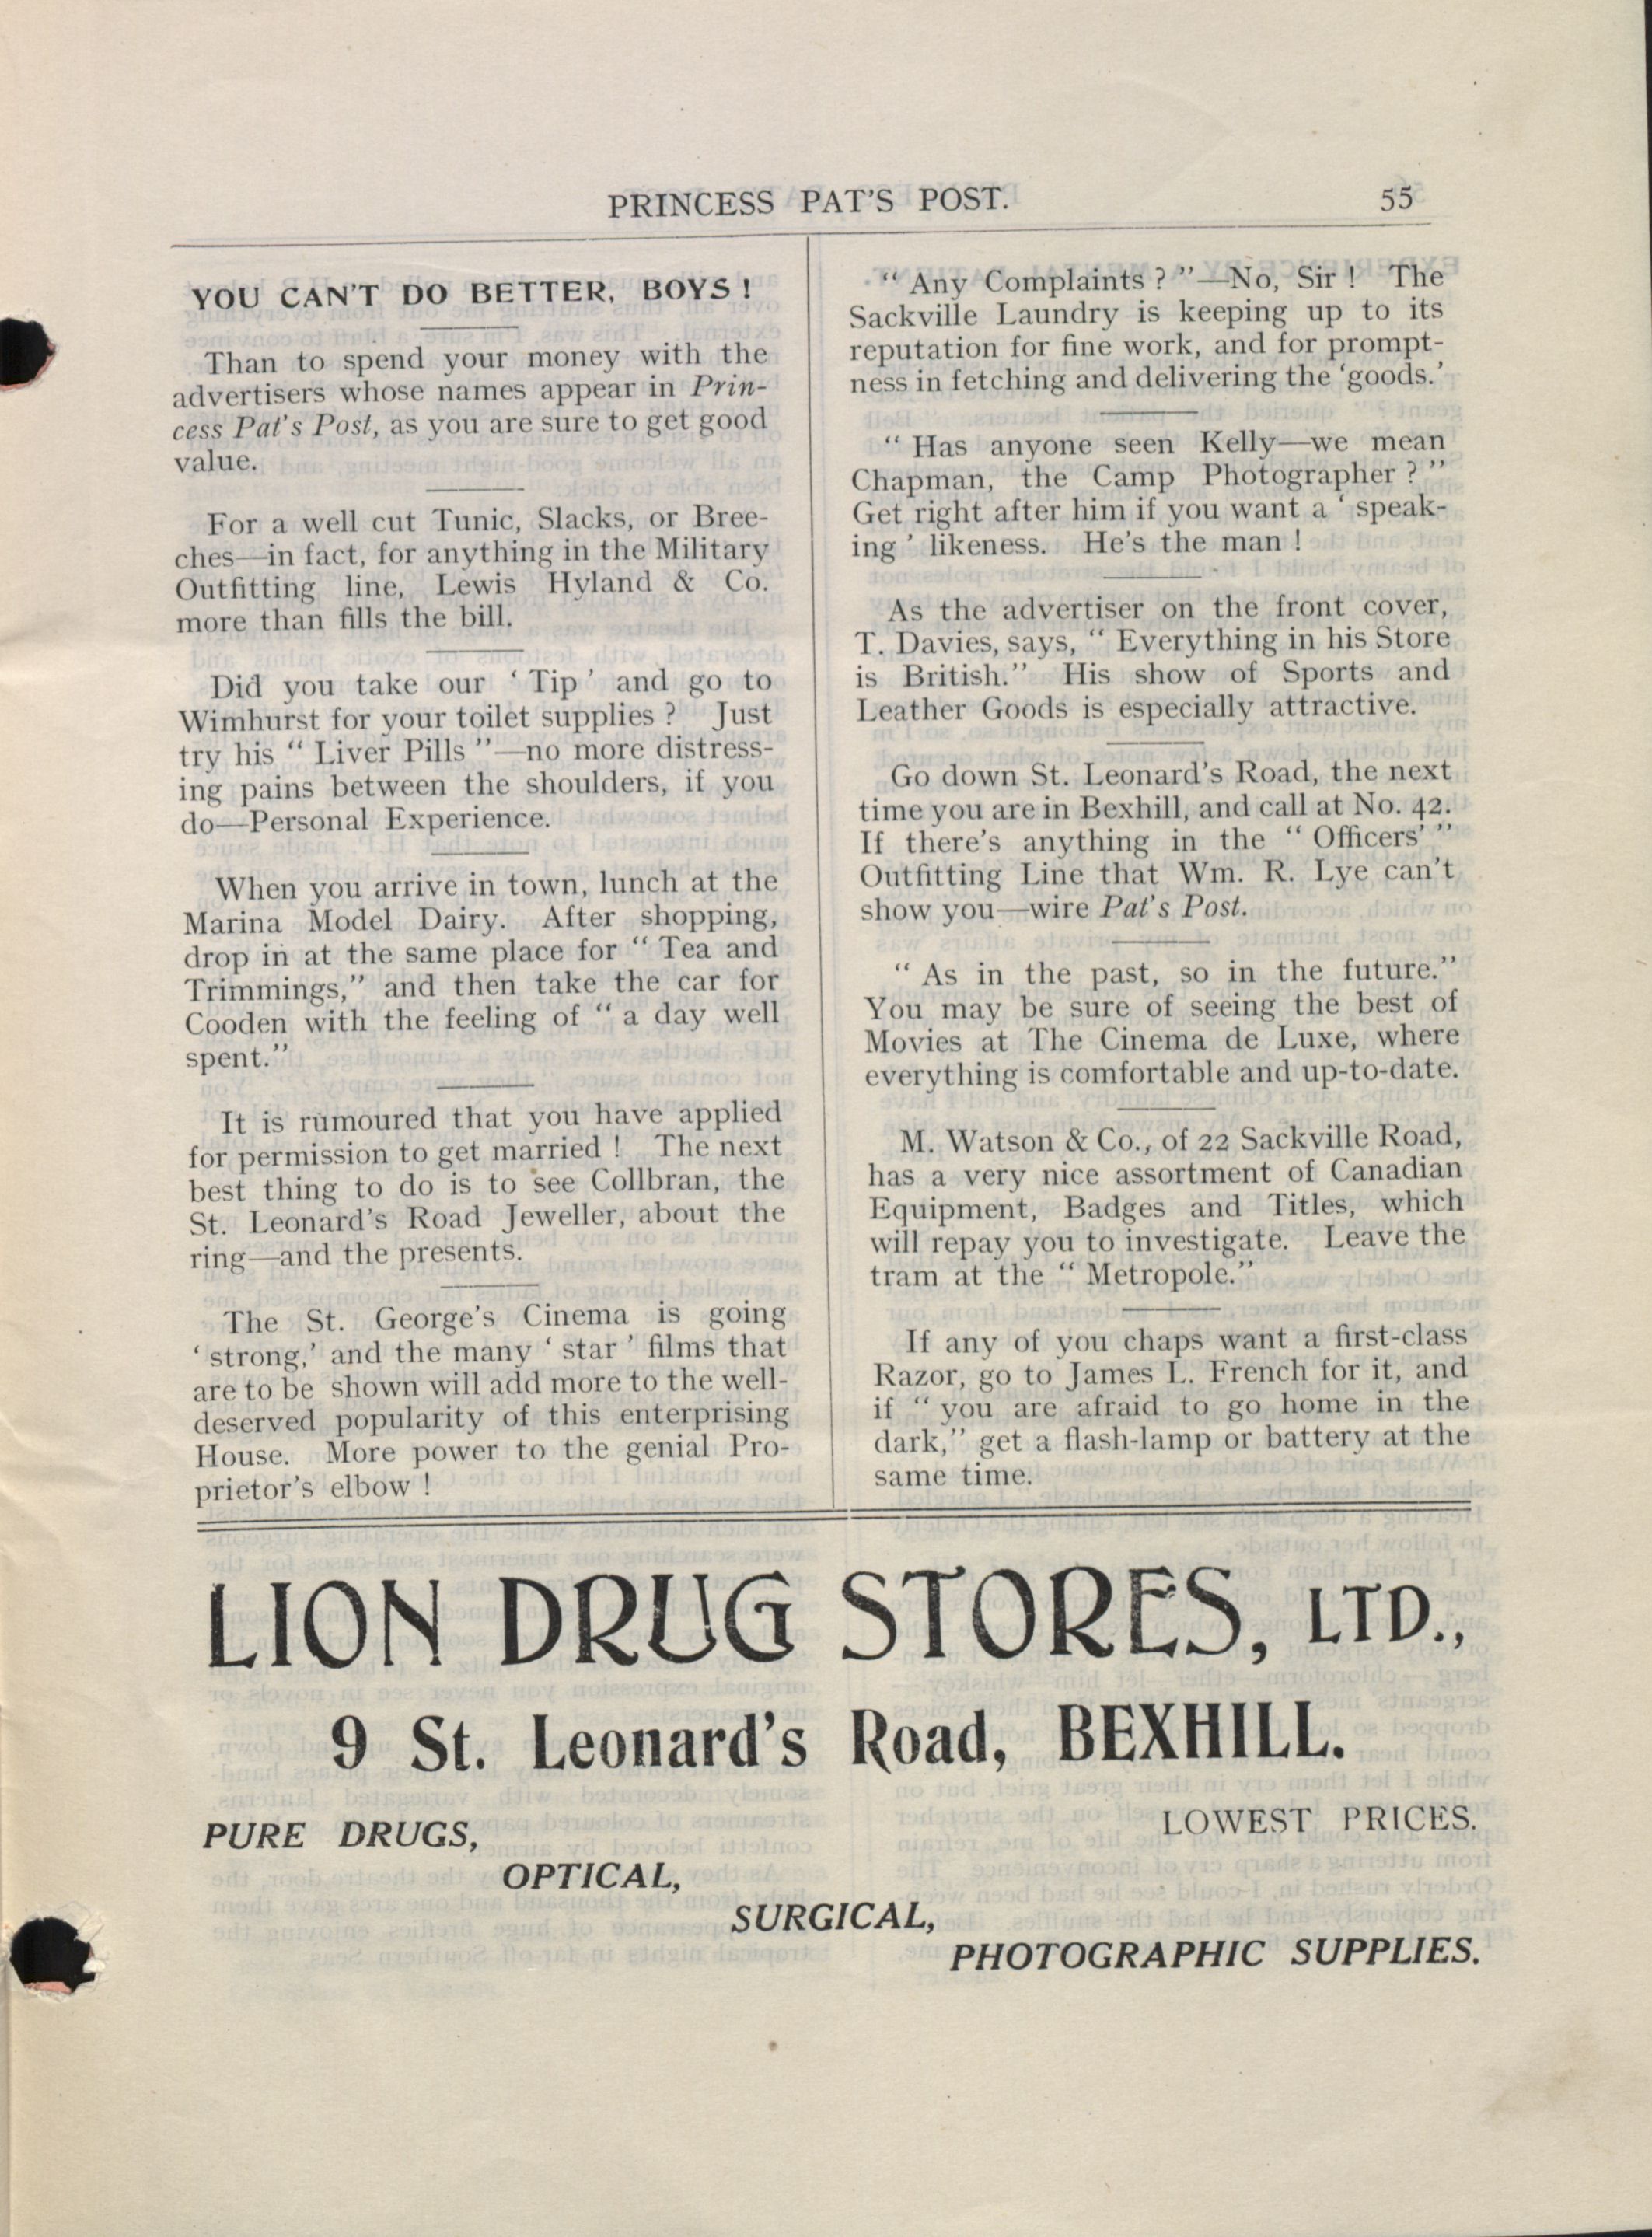 PRINCESS PAT'S POST. 55
YOU CAN'T DO BETTER, BOYS !
Than to spend your money with the
advertisers whose names appear in Prin-
cess Pat's Post, as you are sure to get good
value.
For a well cut Tunic, Slacks, or Bree-
ches—in fact, for anything in the Military
Outfitting line, Lewis Hyland & Co.
more than fills the bill.
Did you take our ‘ Tip ’ and go to
Wimhurst for your toilet supplies ? Just
try his “ Liver Pills ”—no more distress-
ing pains between the shoulders, if you
do—Personal Experience.
When you arrive in town, lunch at the
Marina Model Dairy. After shopping,
drop in at the same place for “ Tea and
Trimmings,” and then take the car for
Cooden with the feeling of “ a day well
spent.”
It is rumoured that you have applied
for permission to get married ! The next
best thing to do is to see Collbran, the
St. Leonard's Road Jeweller, about the
ring—and the presents.
The St. George's Cinema is going
‘ strong,’ and the many ‘ star ’ films that
are to be shown will add more to the well-
deserved popularity of this enterprising
House. More power to the genial Pro-
prietor's elbow !
“ Any Complaints ? ”—No, Sir ! The
Sackville Laundry is keeping up to its
reputation for fine work, and for prompt-
ness in fetching and delivering the ‘goods.’
“ Has anyone seen Kelly—we mean
Chapman, the Camp Photographer ? ”
Get right after him if you want a ‘ speak-
ing ’ likeness. He's the man !
As the advertiser on the front cover,
T. Davies, says, “ Everything in his Store
is British.” His show of Sports and
Leather Goods is especially attractive.
Go down St. Leonard's Road, the next
time you are in Bexhill, and call at No. 42.
If there's anything in the “ Officers' ”
Outfitting Line that Wm. R. Lye can't
show you—wire Pat's Post.
“ As in the past, so in the future.”
You may be sure of seeing the best of
Movies at The Cinema de Luxe, where
everything is comfortable and up-to-date.
M. Watson & Co., of 22 Sackville Road,
has a very nice assortment of Canadian
Equipment, Badges and Titles, which
will repay you to investigate. Leave the
tram at the “ Metropole.”
If any of you chaps want a first-class
Razor, go to James L. French for it, and
if “ you are afraid to go home in the
dark,” get a flash-lamp or battery at the
same time.
LION DRUG STORES, LTD.,
9 St. Leonard's Road, BEXHILL.
LOWEST PRICES.
PURE DRUGS,
OPTICAL,
SURGICAL,
PHOTOGRAPHIC SUPPLIES.